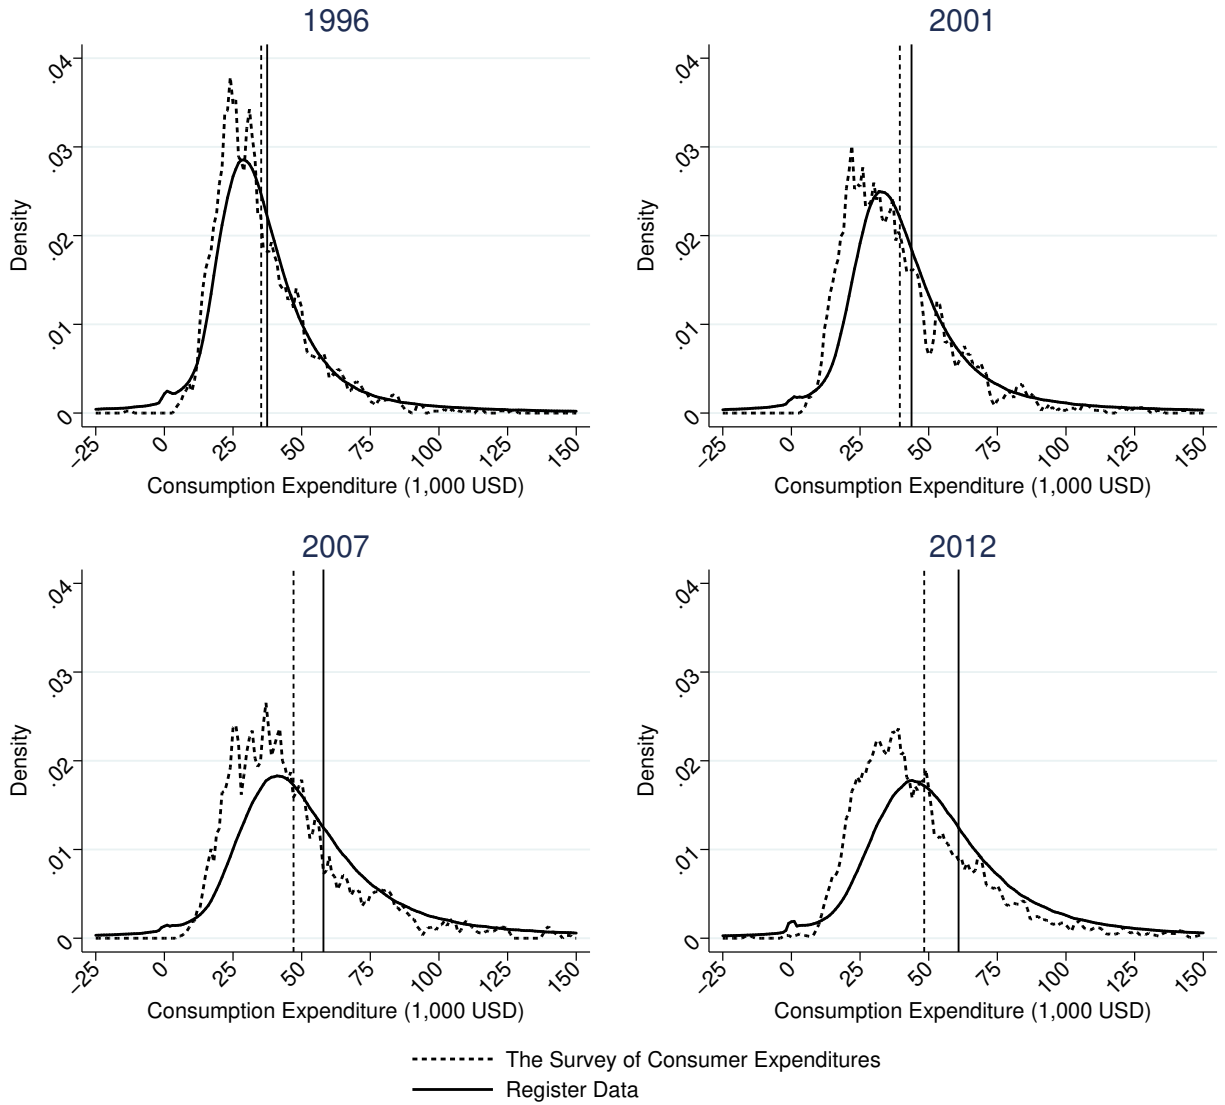 1996
.04
.03
.02
.01
0
Density
−25 0 25 50 75 100 125 150
Consumption Expenditure (1,000 USD)
2001
.04
.03
.02
.01
0
Density
−25 0 25 50 75 100 125 150
Consumption Expenditure (1,000 USD)
2007
.04
.03
.02
.01
0
Density
−25 0 25 50 75 100 125 150
Consumption Expenditure (1,000 USD)
2012
.04
.03
.02
.01
0
Density
−25 0 25 50 75 100 125 150
Consumption Expenditure (1,000 USD)
The Survey of Consumer Expenditures
Register Data